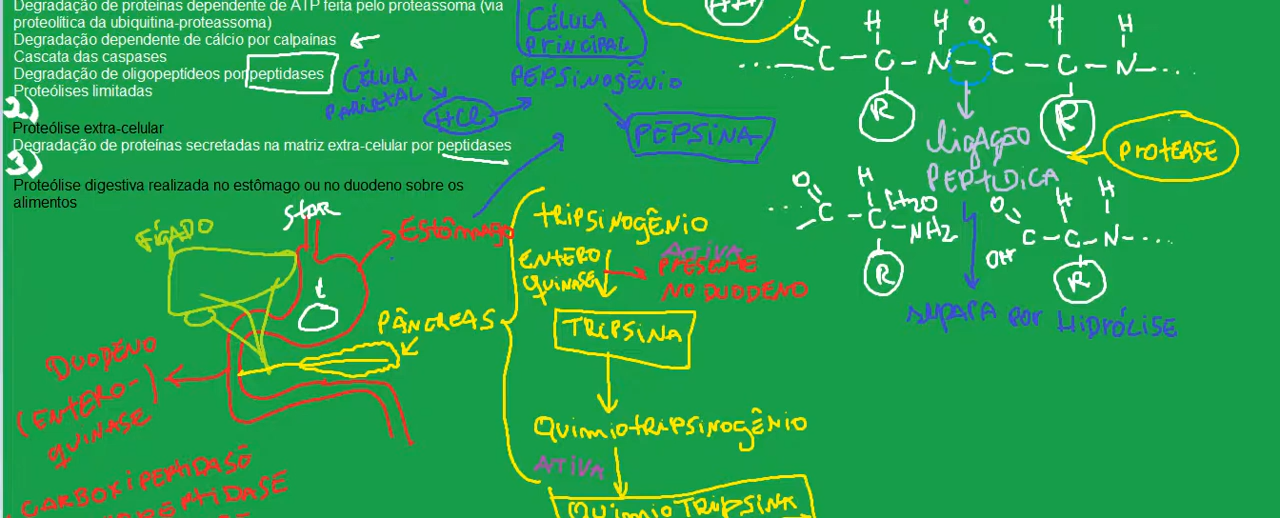 Degradação de proteínas dependente de ATP feita pelo proteassoma (via
proteolítica do ubiquitina-proteassoma)
Degradação dependente de cálcio por calpaínas
Cascata das caspases
Degradação de oligopeptídeos por peptidases
Proteólises limitadas
2)
Proteólise extra-celular
Degradação de proteínas secretadas na matriz extra-celular por peptidases
3)
Proteólise digestiva realizada no estômago ou no duodeno sobre os
alimentos
CÉLULA
PRINCIPAL
PEPSINOGÊNIO
CÉLULA
PARIETAL
HCl
PEPSINA
O H H O H H
C C N C C N
R R
LIGAÇÃO
PEPTÍDICA
PROTEASE
O H H2O O H H
C C NH2 OH C C N
R R
SEPARA POR HIDRÓLISE
FÍGADO
ESTÔMAGO
PÂNCREAS
DUODENO
(ENTERO-
QUINASE)
CARBOXIPEPTIDASE
TRIPSINOGÊNIO
ENTERO
QUINASE
ATIVA
PRESENTE
NO DUODENO
TRIPSINA
QUIMIOTRIPSINOGÊNIO
ATIVA
QUIMIOTRIPSINA